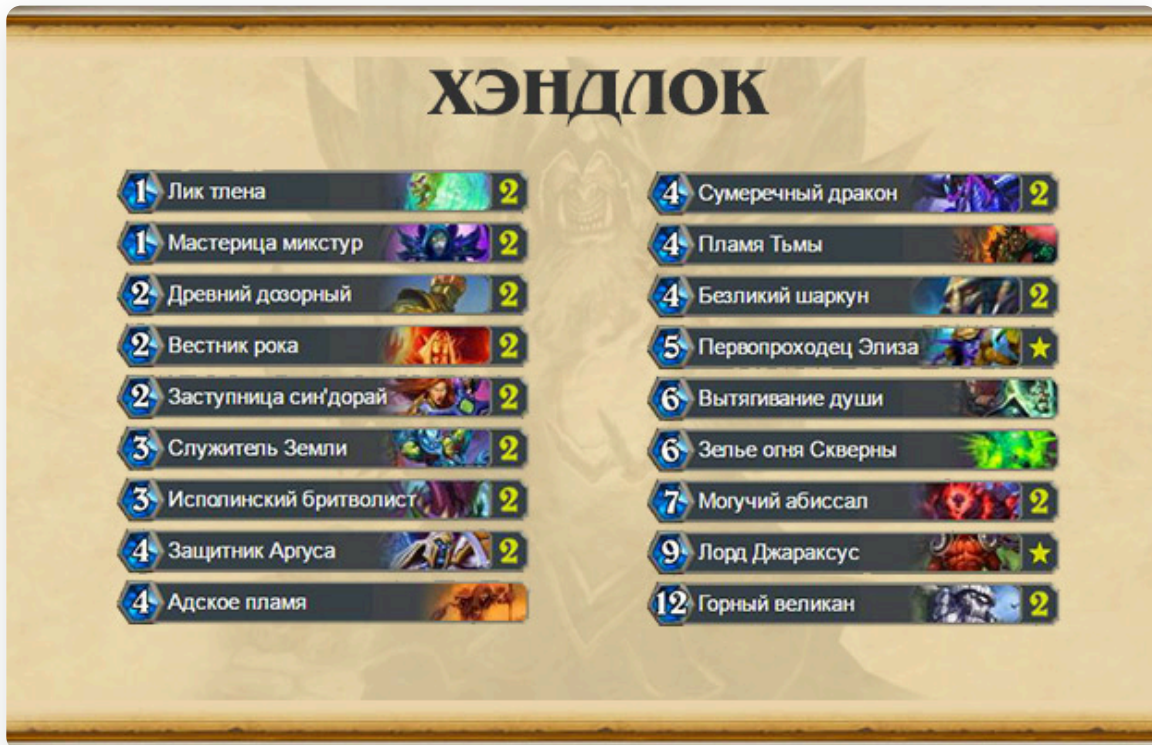 ХЭНДЛОК
1 Лик тлена 2
1 Мастерица микстур 2
2 Древний дозорный 2
2 Вестник рока 2
2 Заступница син'дорай 2
3 Служитель Земли 2
3 Исполинский бритволист 2
4 Защитник Аргуса 2
4 Адское пламя
4 Сумеречный дракон 2
4 Пламя Тьмы
4 Безликий шаркун 2
5 Первопроходец Элиза ★
6 Вытягивание души
6 Зелье огня Скверны
7 Могучий абиссал 2
9 Лорд Джараксус ★
12 Горный великан 2